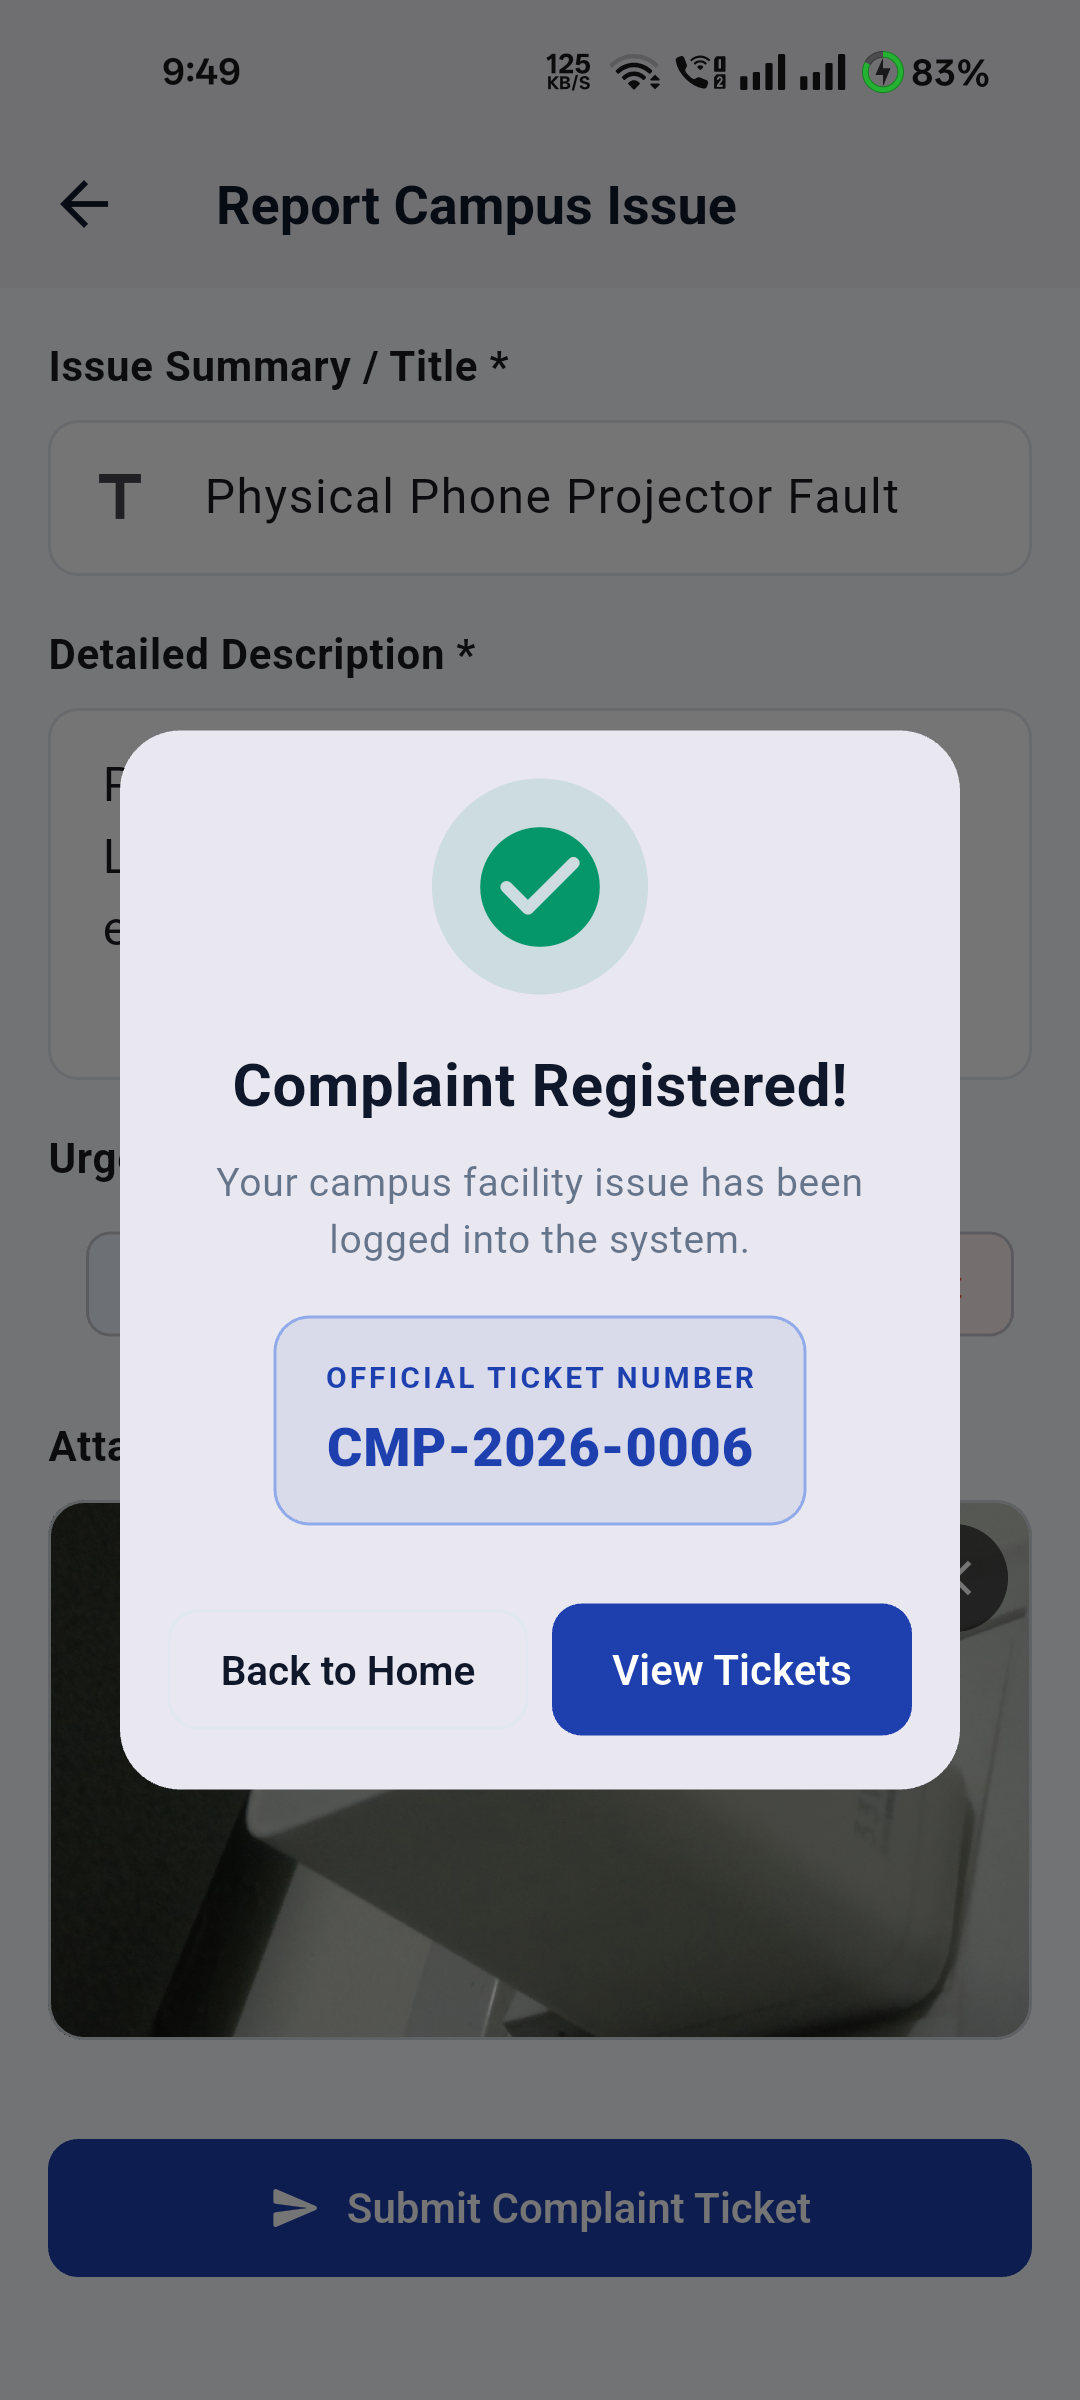 9:49
125
KB/S
1
2
83%
Report Campus Issue
Issue Summary / Title *
T
Physical Phone Projector Fault
Detailed Description *
Complaint Registered!
Your campus facility issue has been
logged into the system.
OFFICIAL TICKET NUMBER
CMP-2026-0006
Back to Home
View Tickets
Submit Complaint Ticket